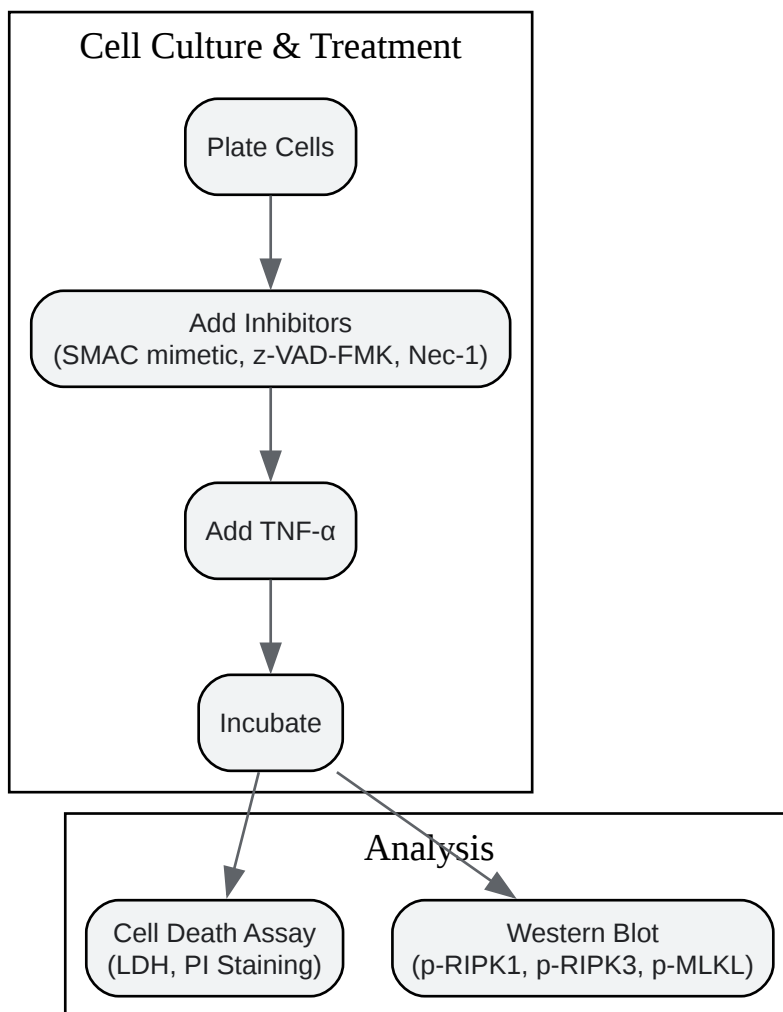 Cell Culture & Treatment
Plate Cells
Add Inhibitors
(SMAC mimetic, z-VAD-FMK, Nec-1)
Add TNF-α
Incubate
Analysis
Cell Death Assay
(LDH, PI Staining)
Western Blot
(p-RIPK1, p-RIPK3, p-MLKL)